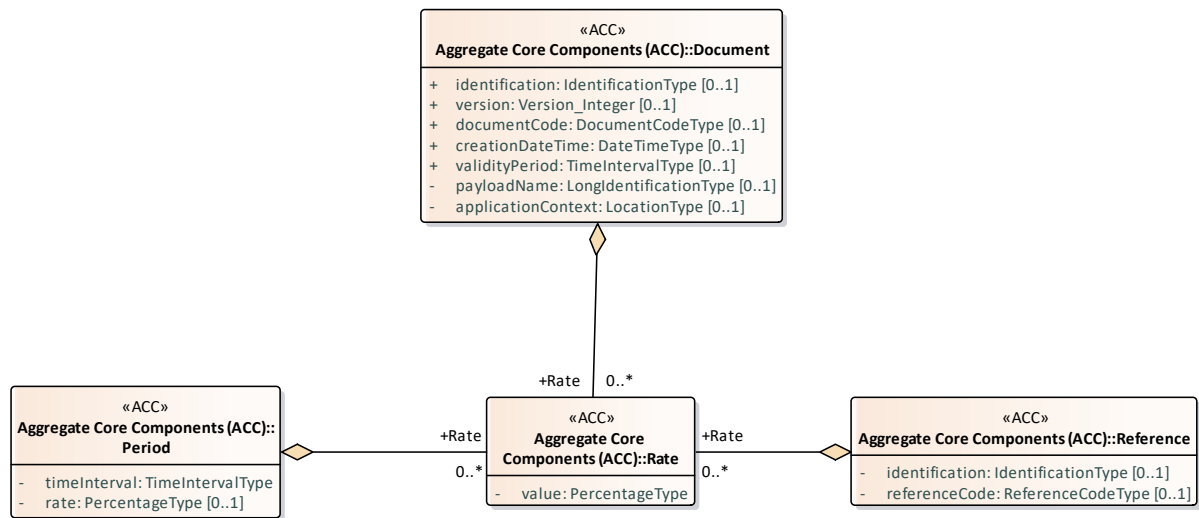 «ACC»
Aggregate Core Components (ACC)::Document
+ identification: IdentificationType [0..1]
+ version: Version_Integer [0..1]
+ documentCode: DocumentCodeType [0..1]
+ creationDateTime: DateTimeType [0..1]
+ validityPeriod: TimeIntervalType [0..1]
- payloadName: LongIdentificationType [0..1]
- applicationContext: LocationType [0..1]
+Rate 0..*
«ACC»
Aggregate Core Components (ACC)::
Period
- timeInterval: TimeIntervalType
- rate: PercentageType [0..1]
+Rate
0..*
«ACC»
Aggregate Core
Components (ACC)::Rate
- value: PercentageType
+Rate
0..*
«ACC»
Aggregate Core Components (ACC)::Reference
- identification: IdentificationType [0..1]
- referenceCode: ReferenceCodeType [0..1]